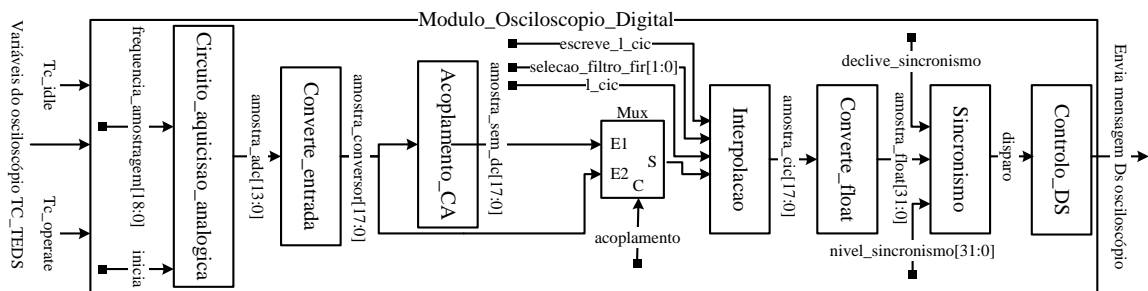 Modulo_Osciloscopio_Digital
Variáveis do osciloscópio TC_TEDS
Tc_idle
Tc_operate
frequencia_amostragem[18:0]
inicia
Circuito_aquicisao_analogica
amostra_adc[13:0]
Converte_entrada
amostra_conversor[17:0]
Acoplamento_CA
amostra_sem_dc[17:0]
escreve_l_cic
selecao_filtro_fir[1:0]
l_cic
Mux
E1
E2
S
C
acoplamento
Interpolacao
amostra_cic[17:0]
Converte_float
amostra_float[31:0]
declive_sincronismo
Sincronismo
nivel_sincronismo[31:0]
disparo
Controlo_DS
Envia mensagem Ds osciloscópio